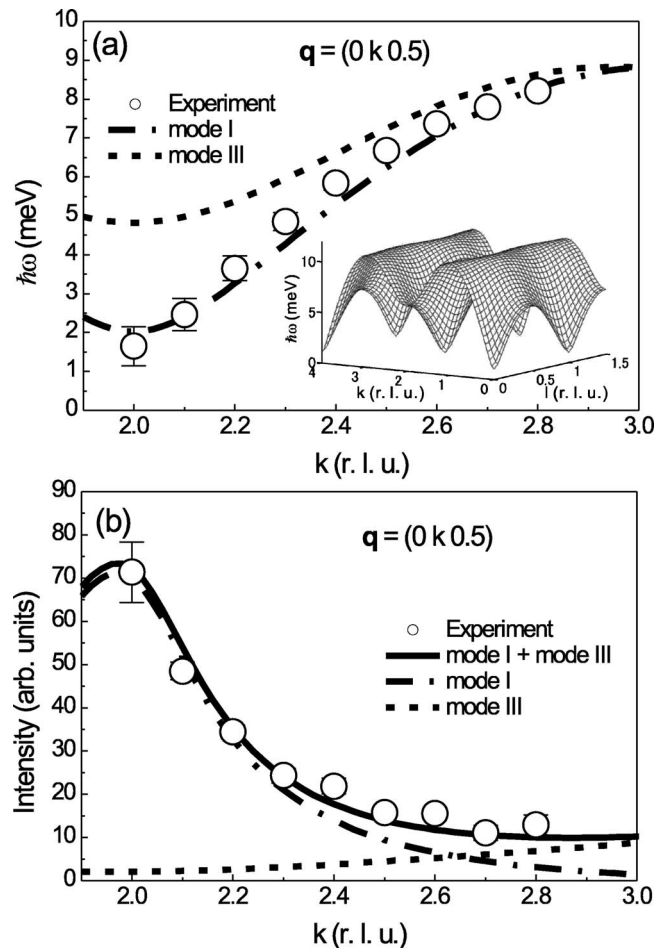 (a)
q = (0 k 0.5)
Experiment
mode I
mode III
10
9
8
7
6
5
4
3
2
1
0
ħω (meV)
2.0 2.2 2.4 2.6 2.8 3.0
k (r. l. u.)
ħω (meV)
10
5
0
4 3 2 1 0
k (r. l. u.)
0 0.5 1 1.5
l (r. l. u.)
(b)
q = (0 k 0.5)
Experiment
mode I + mode III
mode I
mode III
90
80
70
60
50
40
30
20
10
0
Intensity (arb. units)
2.0 2.2 2.4 2.6 2.8 3.0
k (r. l. u.)